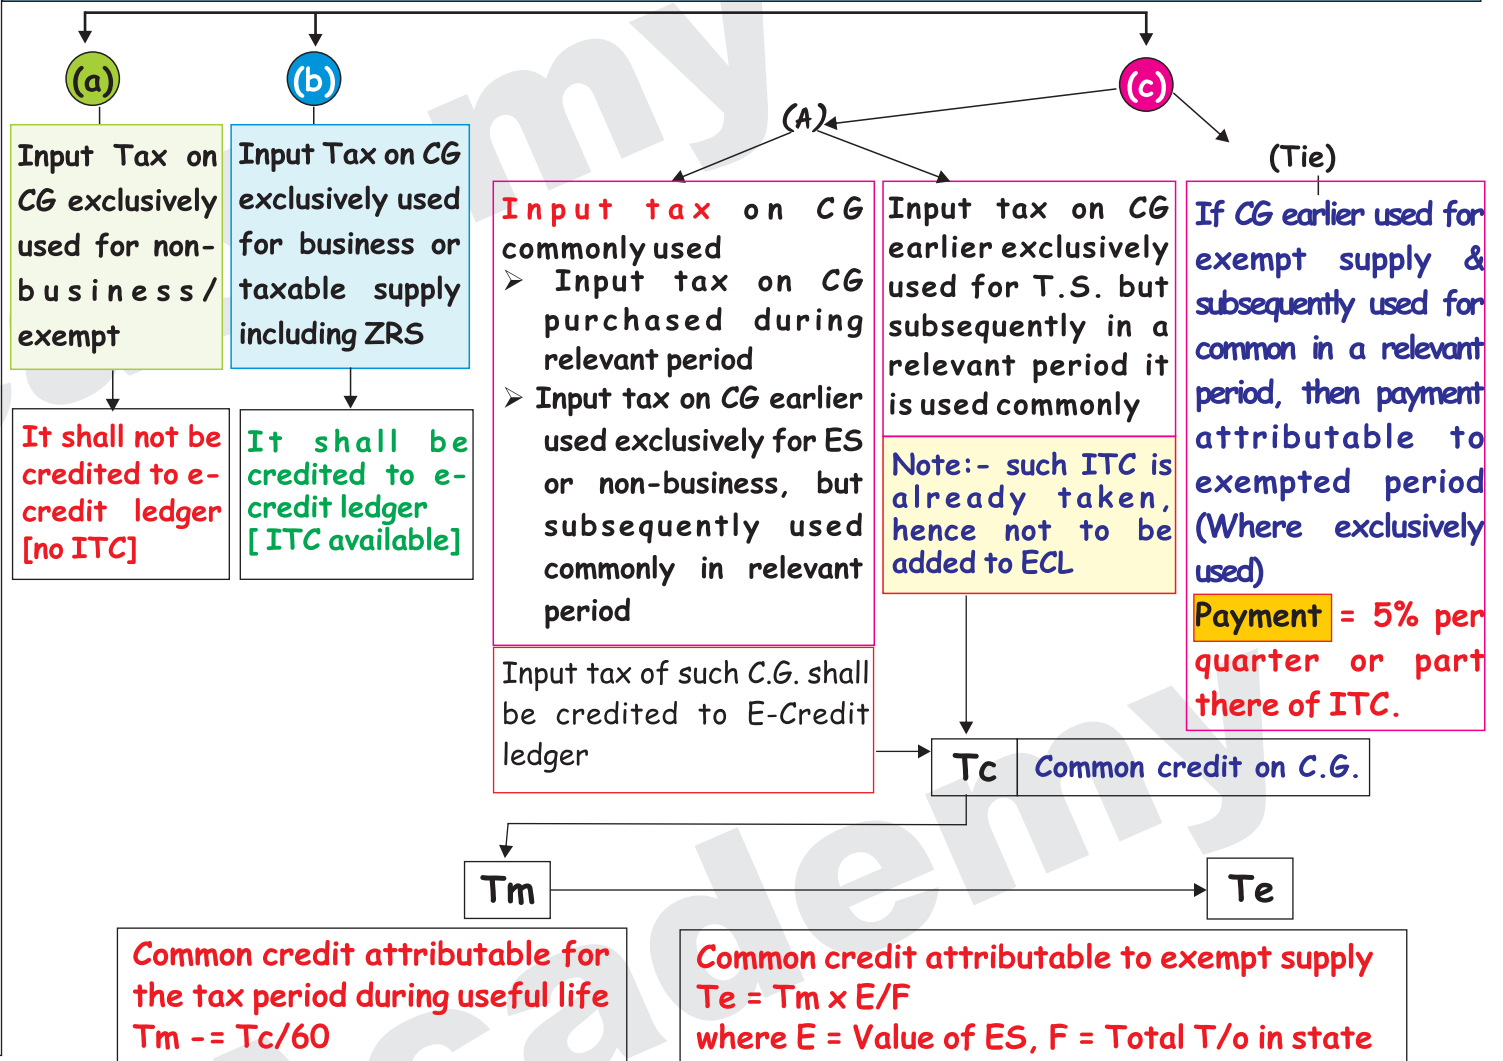 (a)
Input Tax on
CG exclusively
used for non-
business/
exempt
It shall not be
credited to e-
credit ledger
[no ITC]
(b)
Input Tax on CG
exclusively used
for business or
taxable supply
including ZRS
It shall be
credited to e-
credit ledger
[ ITC available]
(c)
(A)
Input tax on CG
commonly used
➢ Input tax on CG
purchased during
relevant period
➢ Input tax on CG earlier
used exclusively for ES
or non-business, but
subsequently used
commonly in relevant
period
Input tax of such C.G. shall
be credited to E-Credit
ledger
Input tax on CG
earlier exclusively
used for T.S. but
subsequently in a
relevant period it
is used commonly
Note:- such ITC is
already taken,
hence not to be
added to ECL
(Tie)
If CG earlier used for
exempt supply &
subsequently used for
common in a relevant
period, then payment
attributable to
exempted period
(Where exclusively
used)
Payment = 5% per
quarter or part
there of ITC.
Tc Common credit on C.G.
Tm
Te
Common credit attributable for
the tax period during useful life
Tm -= Tc/60
Common credit attributable to exempt supply
Te = Tm x E/F
where E = Value of ES, F = Total T/o in state
Academy